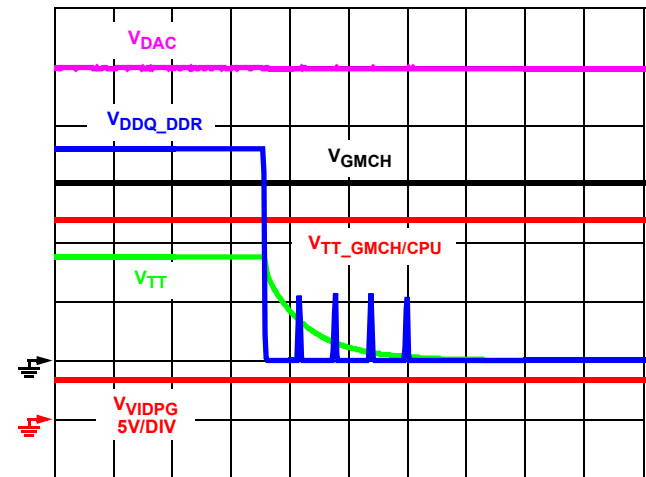 VDAC
VDDQ_DDR
VGMCH
VTT_GMCH/CPU
VTT
VVIDPG
5V/DIV